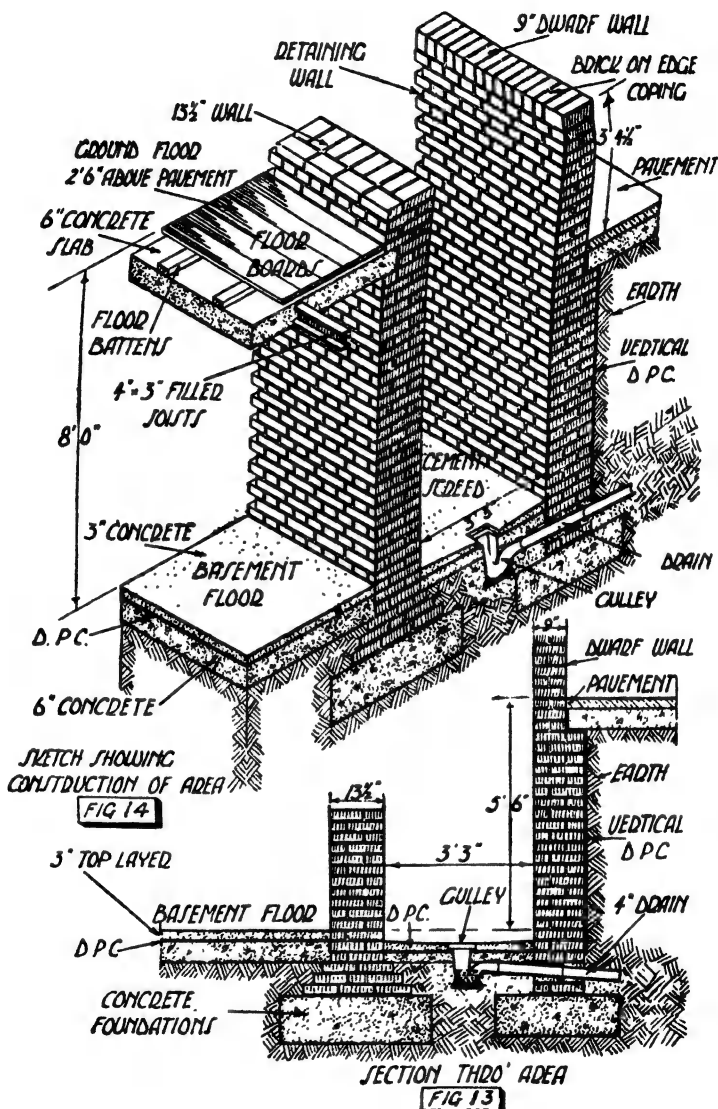 9" DWARF WALL
RETAINING
WALL
BRICK ON EDGE
COPING
13½" WALL
3' 4½"
GROUND FLOOR
2'6" ABOVE PAVEMENT
PAVEMENT
6" CONCRETE
SLAB
FLOOR
BOARDS
EARTH
FLOOR
BATTENS
VERTICAL
D.P.C.
4" × 3" FILLER
JOISTS
8' 0"
CEMENT
SCREED
3' 3"
3" CONCRETE
BASEMENT
FLOOR
DRAIN
GULLEY
D.P.C.
6" CONCRETE
9"
DWARF WALL
PAVEMENT
SKETCH SHOWING
CONSTRUCTION OF AREA
FIG 14
EARTH
13½"
5' 6"
VERTICAL
D P C
3' 3"
3" TOP LAYER
GULLEY
4" DRAIN
BASEMENT FLOOR
D P.C.
D P C
CONCRETE.
FOUNDATIONS
SECTION THRO' AREA
FIG 13